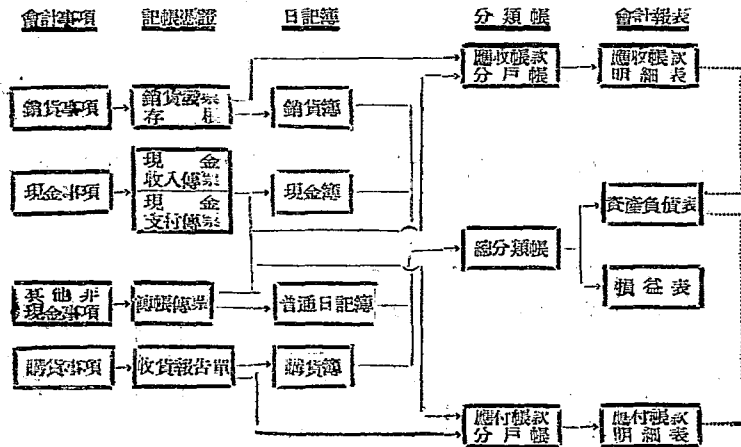 會計事項 記帳憑證 日記簿 分類帳 會計報表
應收帳款
分戶帳
應收帳款
明細表
銷貨事項
銷貨發票
存根
銷貨簿
現金事項
現金
收入傳票
現金
支付傳票
現金簿
總分類帳
資產負債表
損益表
其他非
現金事項
轉帳傳票
普通日記簿
購貨事項
收貨報告單
購貨簿
應付帳款
分戶帳
應付帳款
明細表